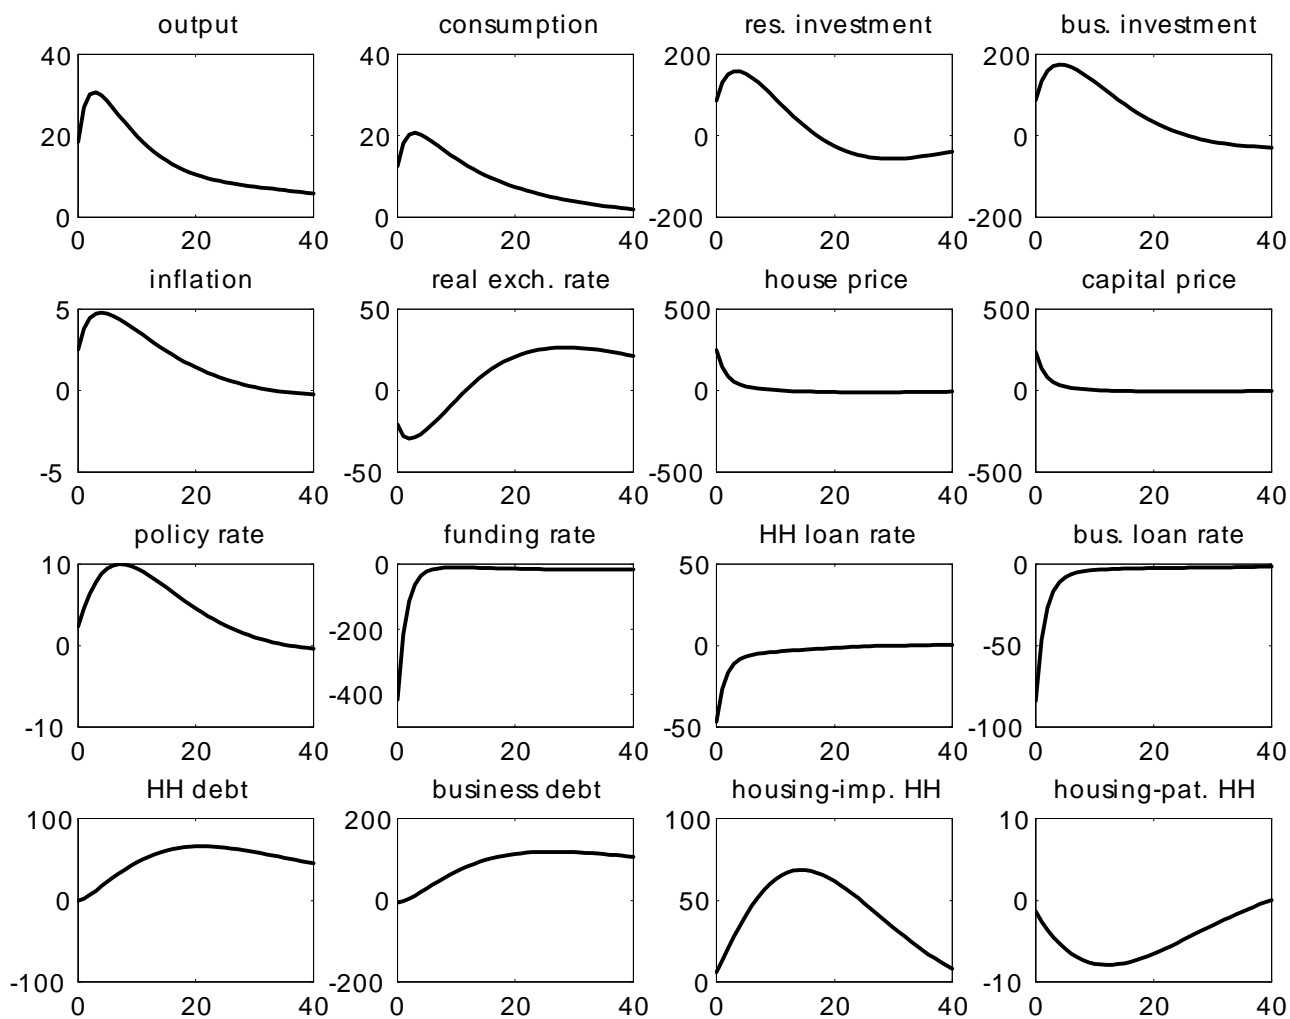 output consumption res. investment bus. investment
40 40 200 200
20 20 0 0
0 0 -200 -200
0 20 40 0 20 40 0 20 40 0 20 40
inflation real exch. rate house price capital price
5 50 500 500
0 0 0 0
-5 -50 -500 -500
0 20 40 0 20 40 0 20 40 0 20 40
policy rate funding rate HH loan rate bus. loan rate
10 0 50 0
0 -200 0 -50
-400
-10 -50 -100
0 20 40 0 20 40 0 20 40 0 20 40
HH debt business debt housing-imp. HH housing-pat. HH
100 200 100 10
0 0 50 0
-100 -200 0 -10
0 20 40 0 20 40 0 20 40 0 20 40